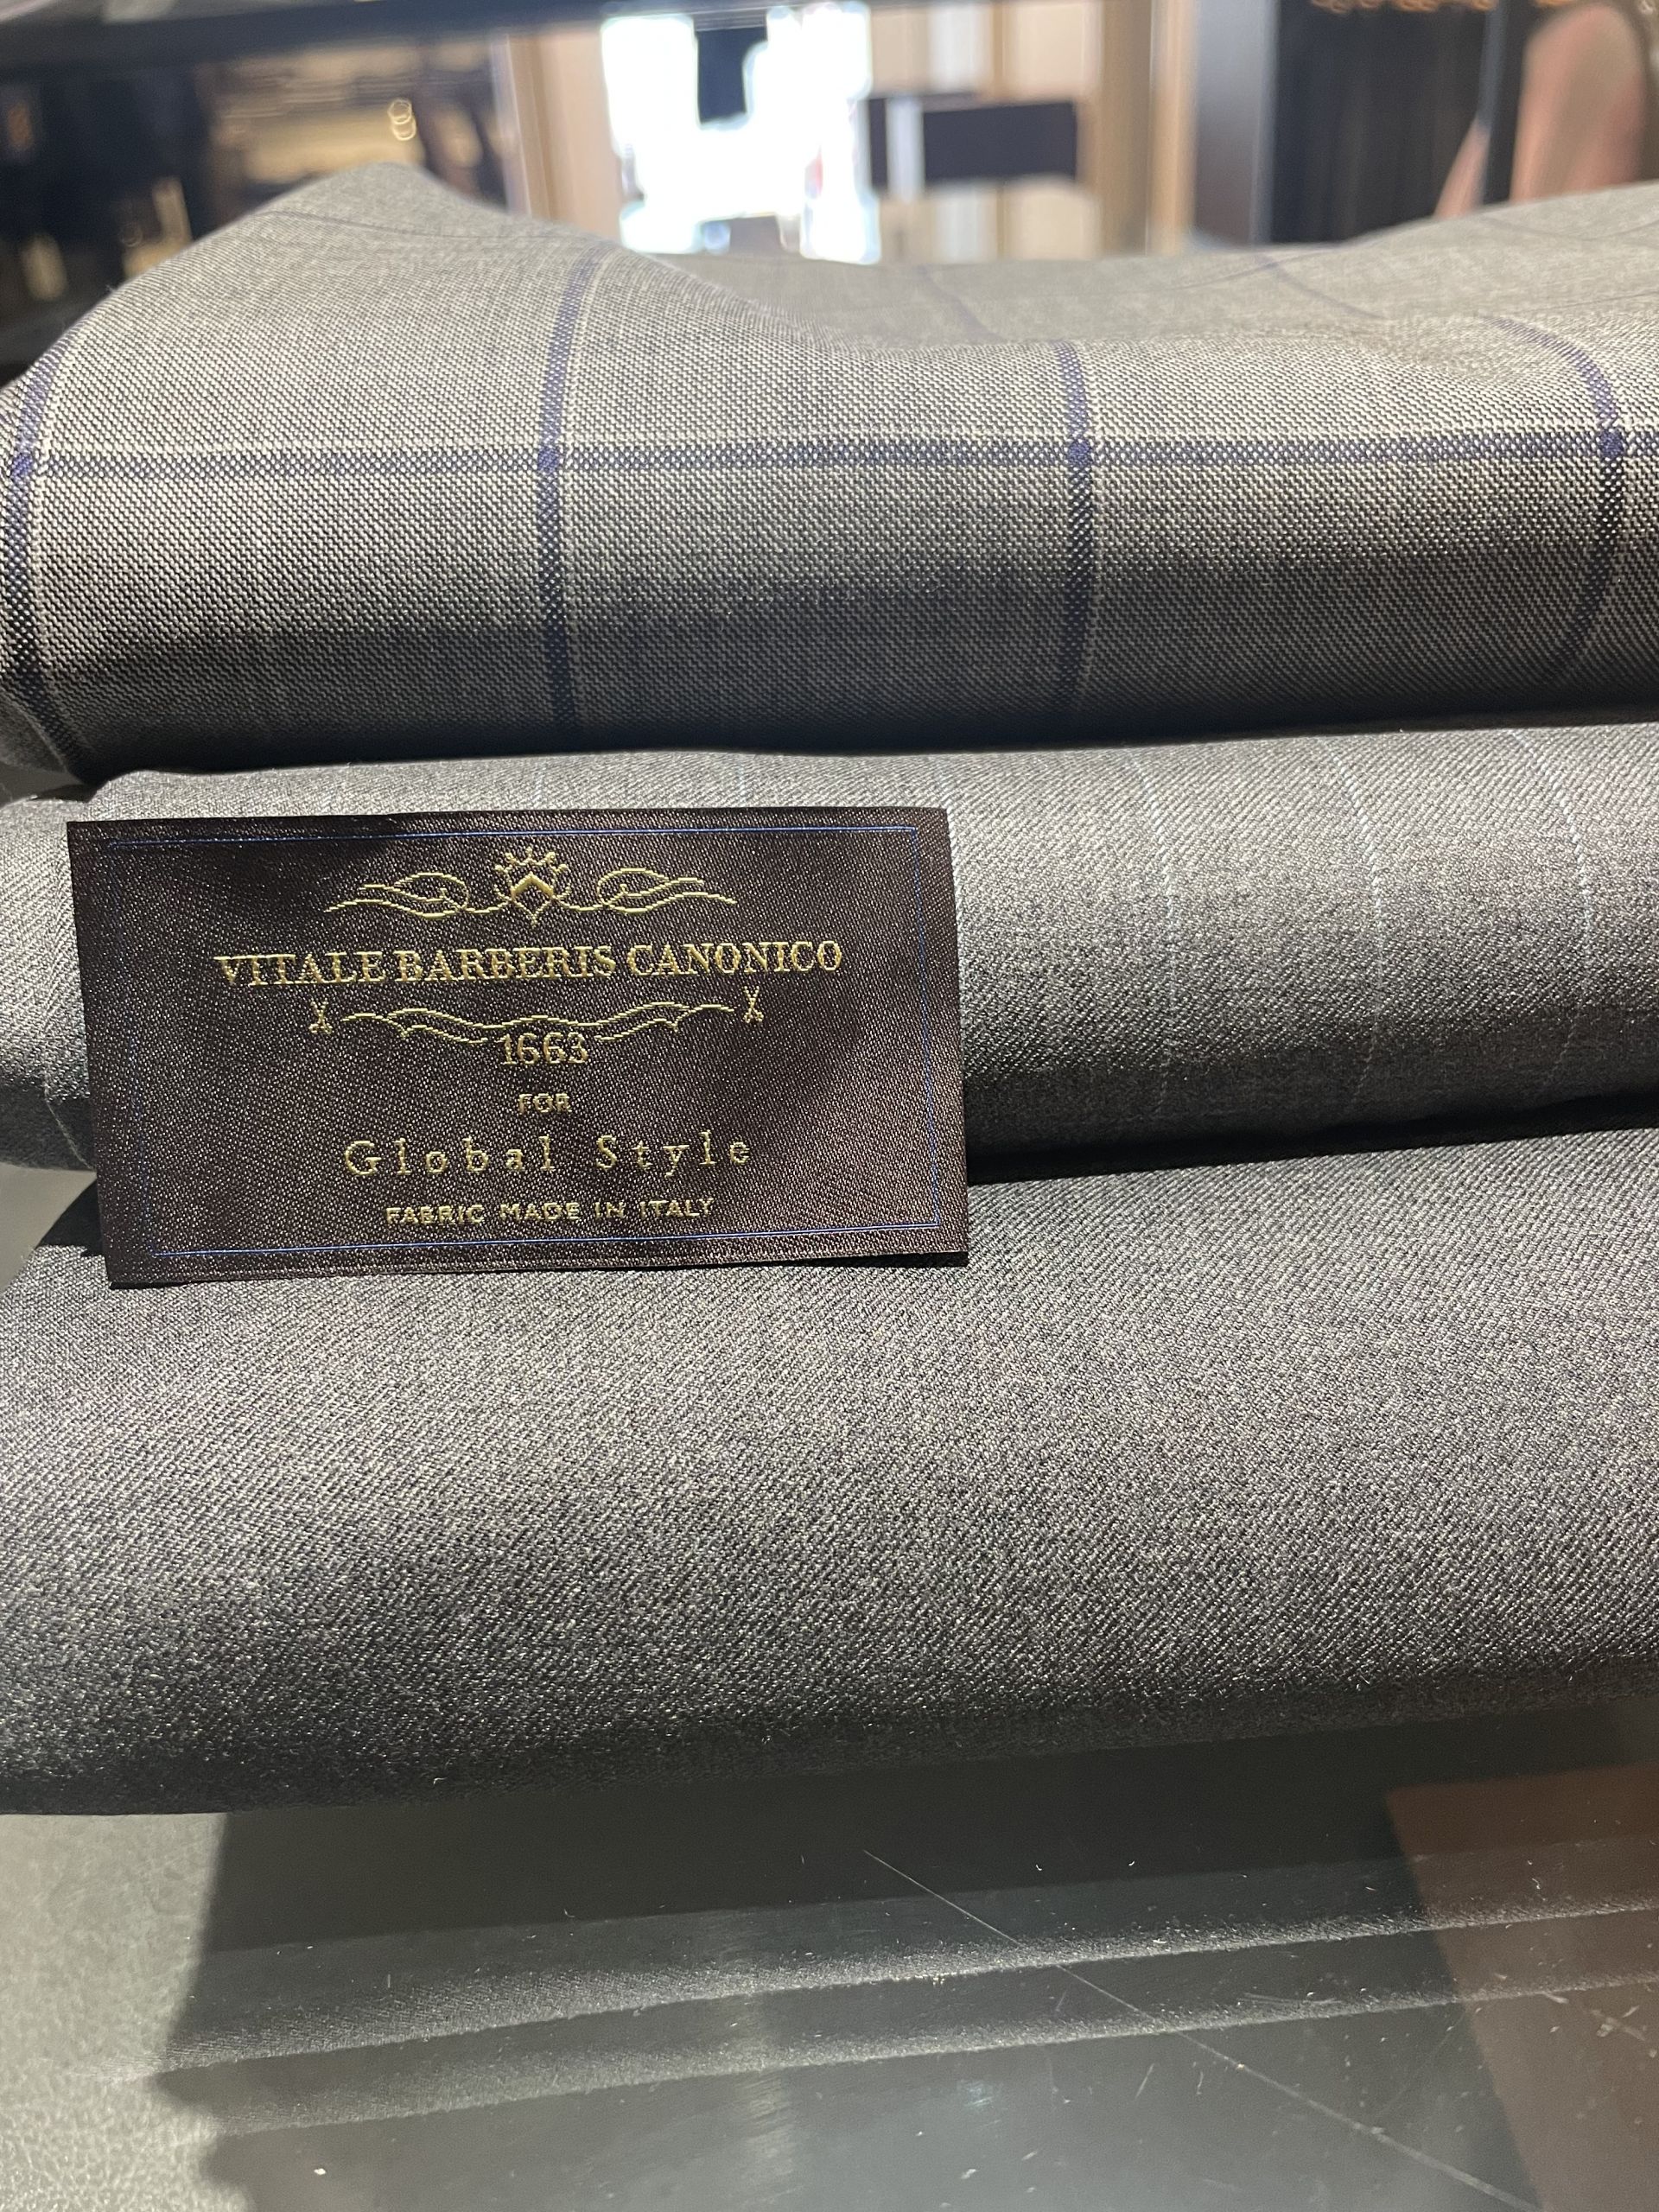 VITALE BARBERIS CANONICO
1663
FOR
Global Style
FABRIC MADE IN ITALY